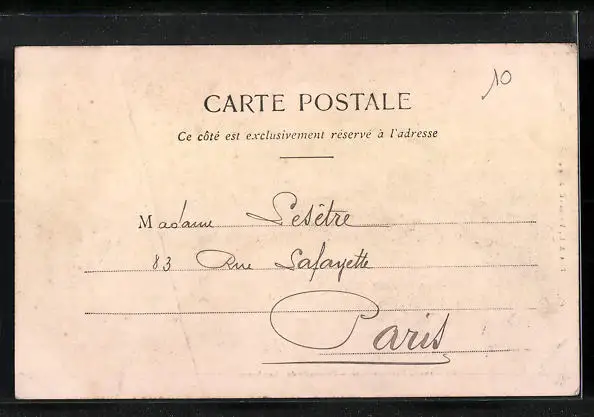 10
CARTE POSTALE
Ce côté est exclusivement réservé à l'adresse
Madame Lesêtre
83 Rue Lafayette
Paris